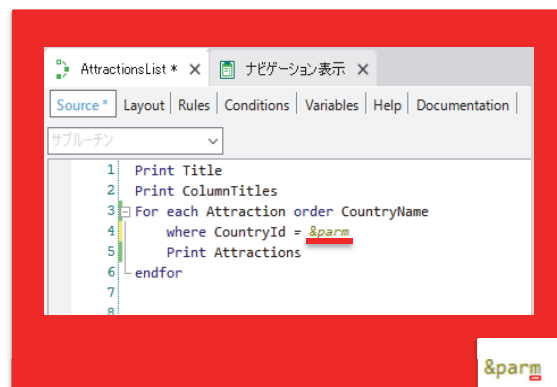 AttractionsList * ✕ ナビゲーション表示 ✕
Source * Layout Rules Conditions Variables Help Documentation
サブルーチン
1 Print Title
2 Print ColumnTitles
3 For each Attraction order CountryName
4 where CountryId = &parm
5 Print Attractions
6 endfor
7
8
&parm